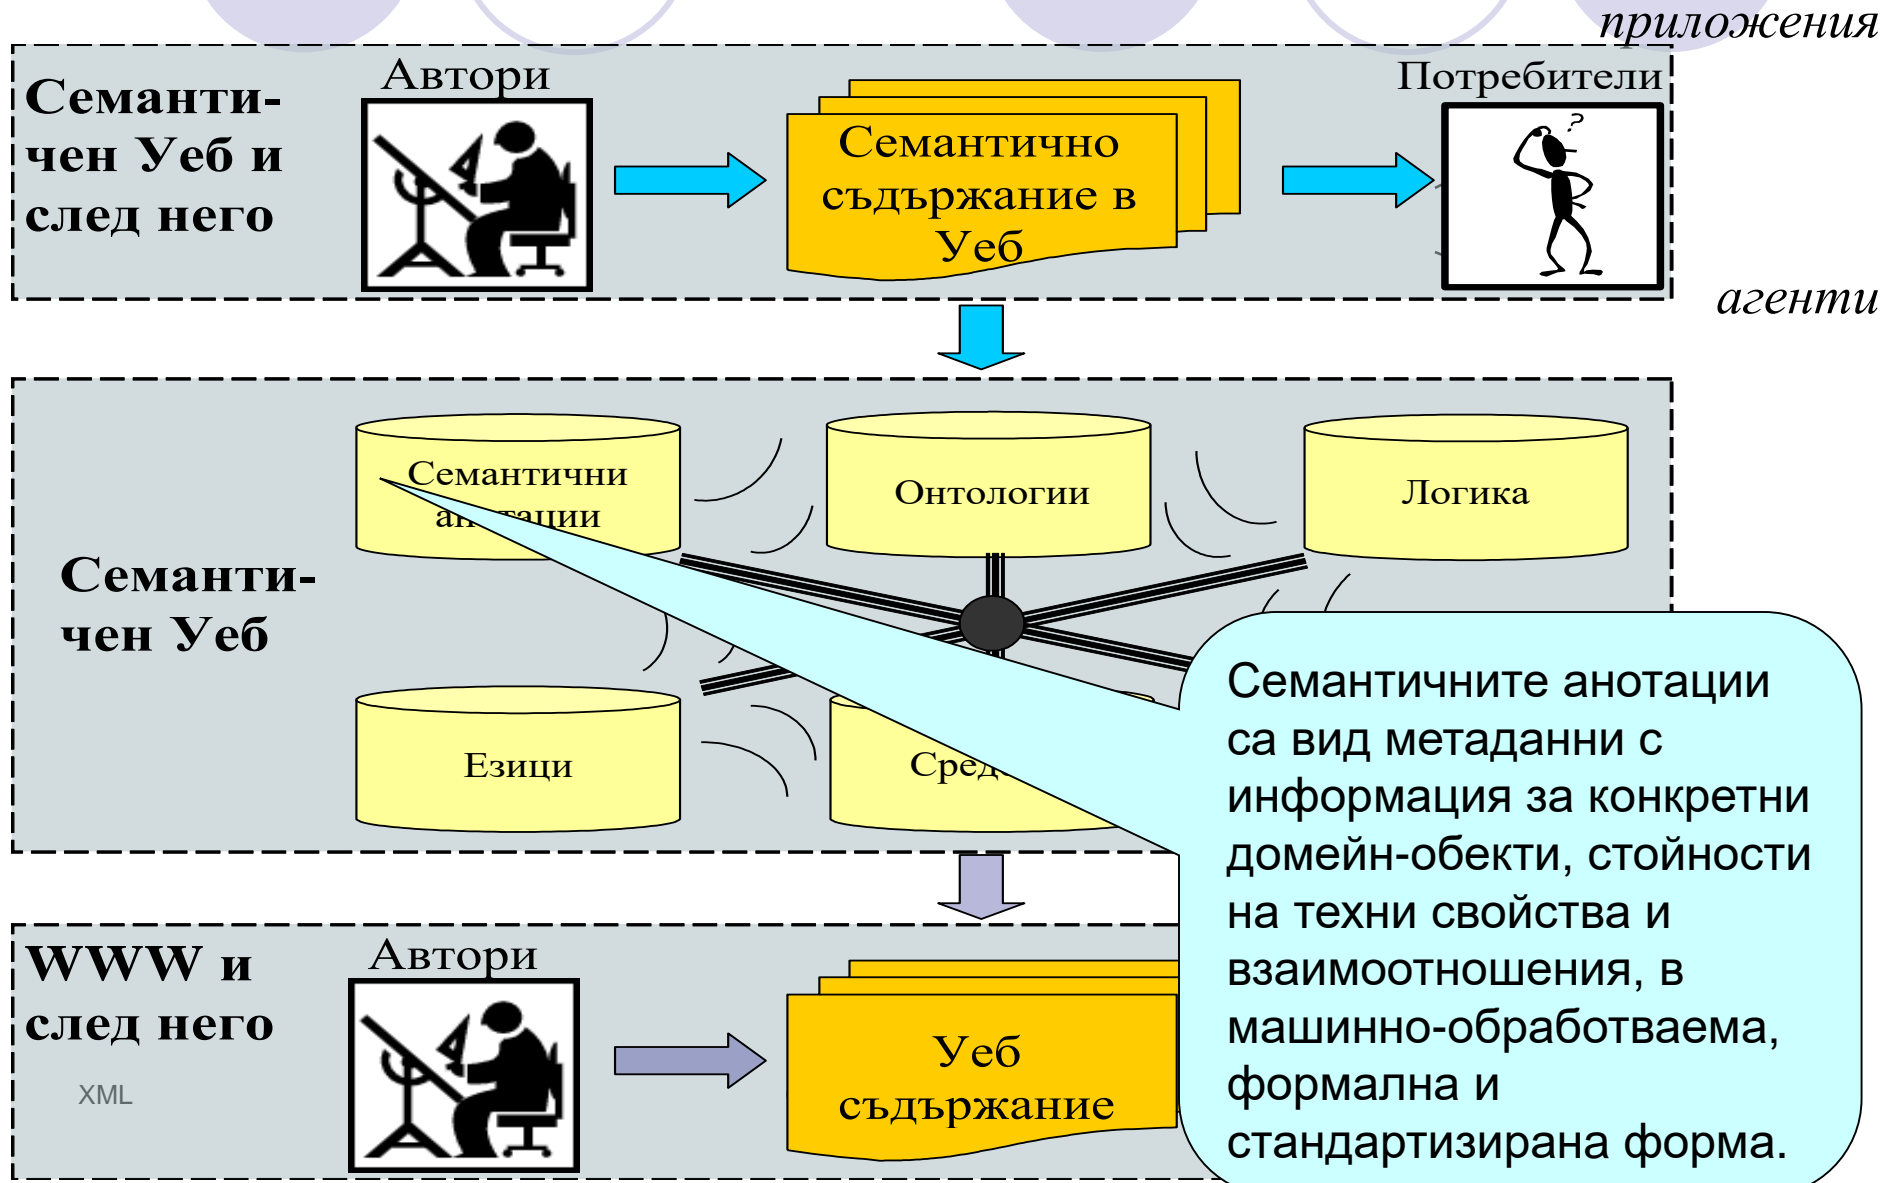 приложения
Семанти-
чен Уеб и
след него
Автори
Семантично
съдържание в
Уеб
Потребители
?
агенти
Семанти-
чен Уеб
Семантични
Онтологии
Логика
Езици
Семантичните анотации
са вид метаданни с
информация за конкретни
домейн-обекти, стойности
на техни свойства и
взаимоотношения, в
машинно-обработваема,
формална и
стандартизирана форма.
WWW и
след него
XML
Автори
Уеб
съдържание